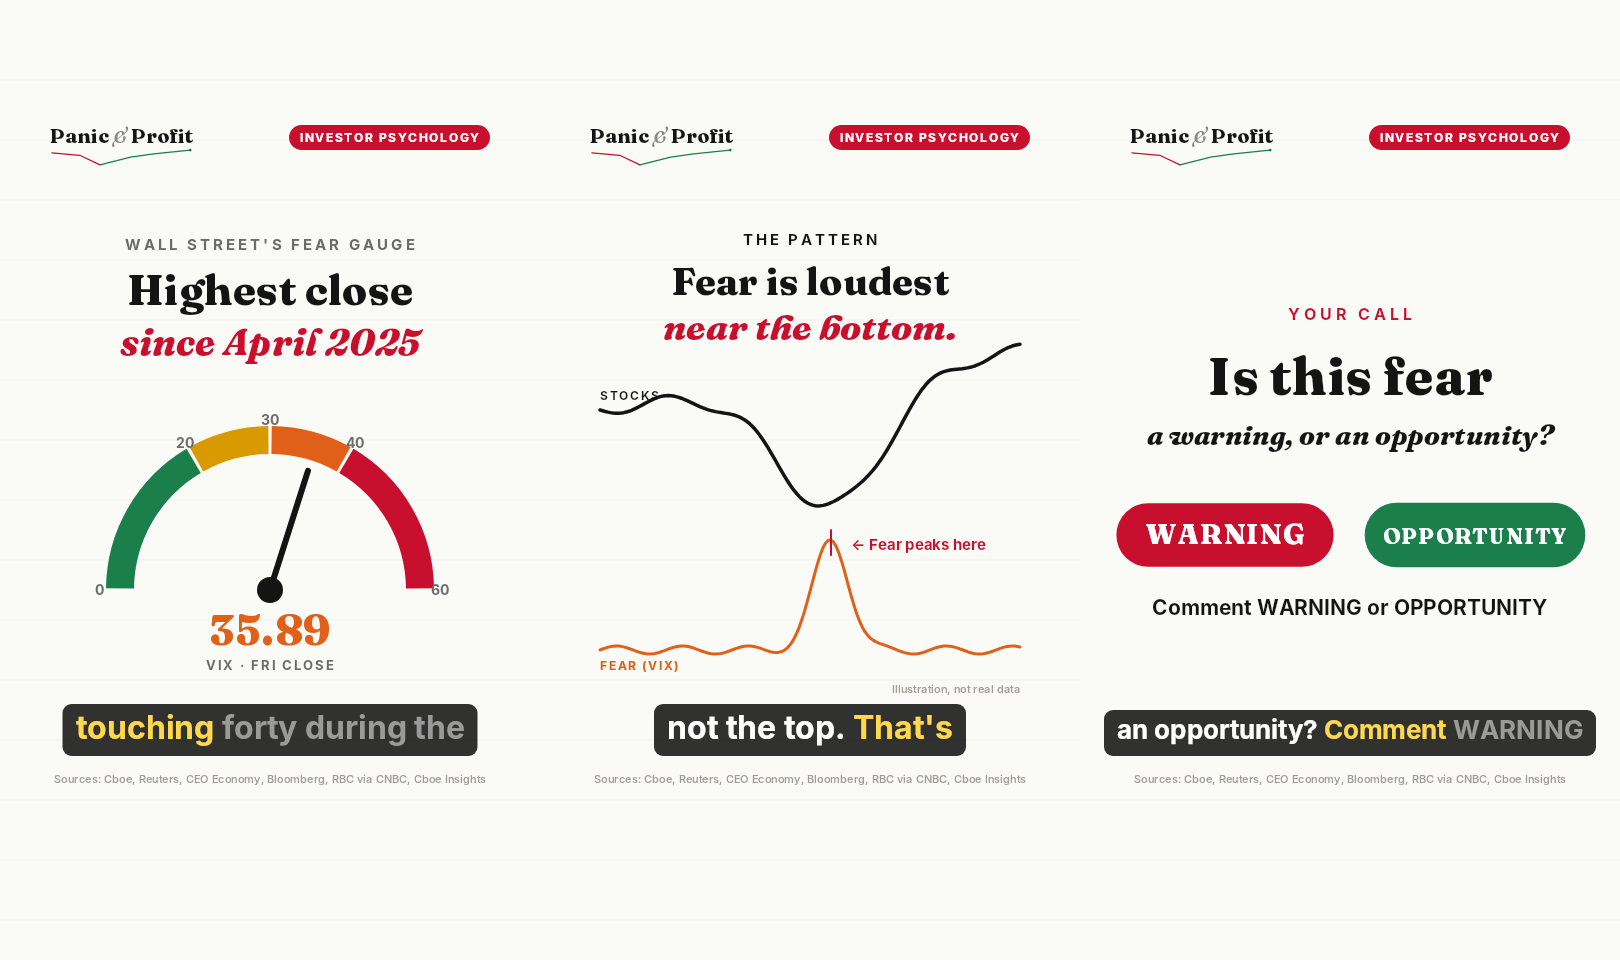 Panic & Profit
INVESTOR PSYCHOLOGY
WALL STREET'S FEAR GAUGE
Highest close
since April 2025
0
20
30
40
60
35.89
VIX · FRI CLOSE
touching forty during the
Sources: Cboe, Reuters, CEO Economy, Bloomberg, RBC via CNBC, Cboe Insights
Panic & Profit
INVESTOR PSYCHOLOGY
THE PATTERN
Fear is loudest
near the bottom.
STOCKS
← Fear peaks here
FEAR (VIX)
Illustration, not real data
not the top. That's
Sources: Cboe, Reuters, CEO Economy, Bloomberg, RBC via CNBC, Cboe Insights
Panic & Profit
INVESTOR PSYCHOLOGY
YOUR CALL
Is this fear
a warning, or an opportunity?
WARNING
OPPORTUNITY
Comment WARNING or OPPORTUNITY
an opportunity? Comment WARNING
Sources: Cboe, Reuters, CEO Economy, Bloomberg, RBC via CNBC, Cboe Insights